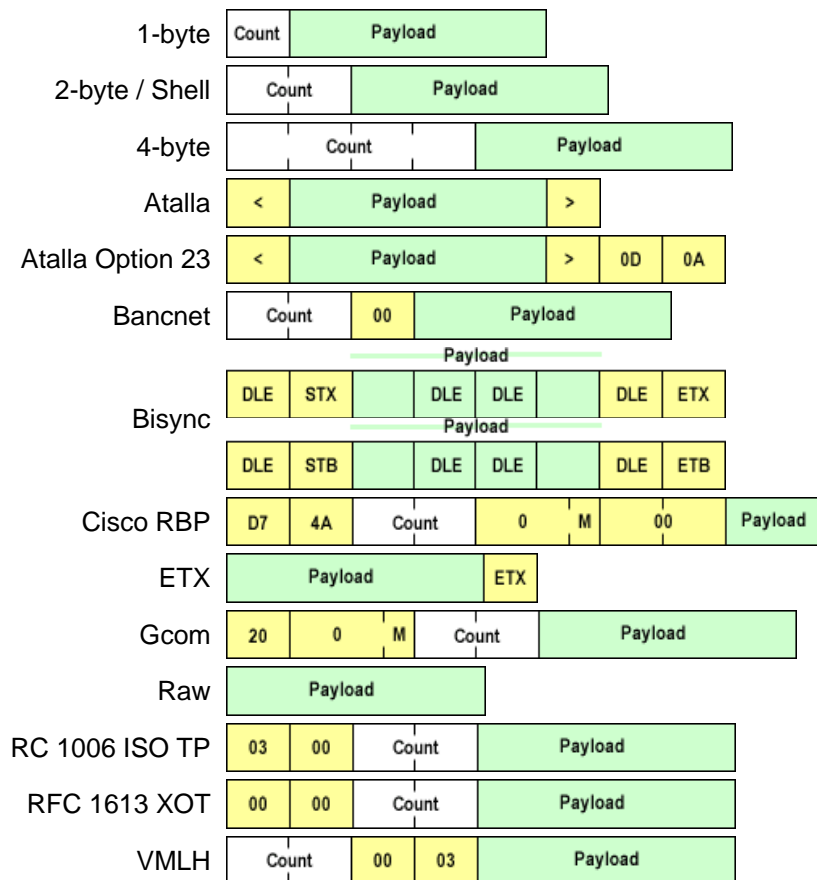 1-byte Count Payload
2-byte / Shell Count Payload
4-byte Count Payload
Atalla < Payload >
Atalla Option 23 < Payload > 0D 0A
Bancnet Count 00 Payload
Payload
DLE STX DLE DLE DLE ETX
Bisync
Payload
DLE STB DLE DLE DLE ETB
Cisco RBP D7 4A Count 0 M 00 Payload
ETX Payload ETX
Gcom 20 0 M Count Payload
Raw Payload
RC 1006 ISO TP 03 00 Count Payload
RFC 1613 XOT 00 00 Count Payload
VMLH Count 00 03 Payload